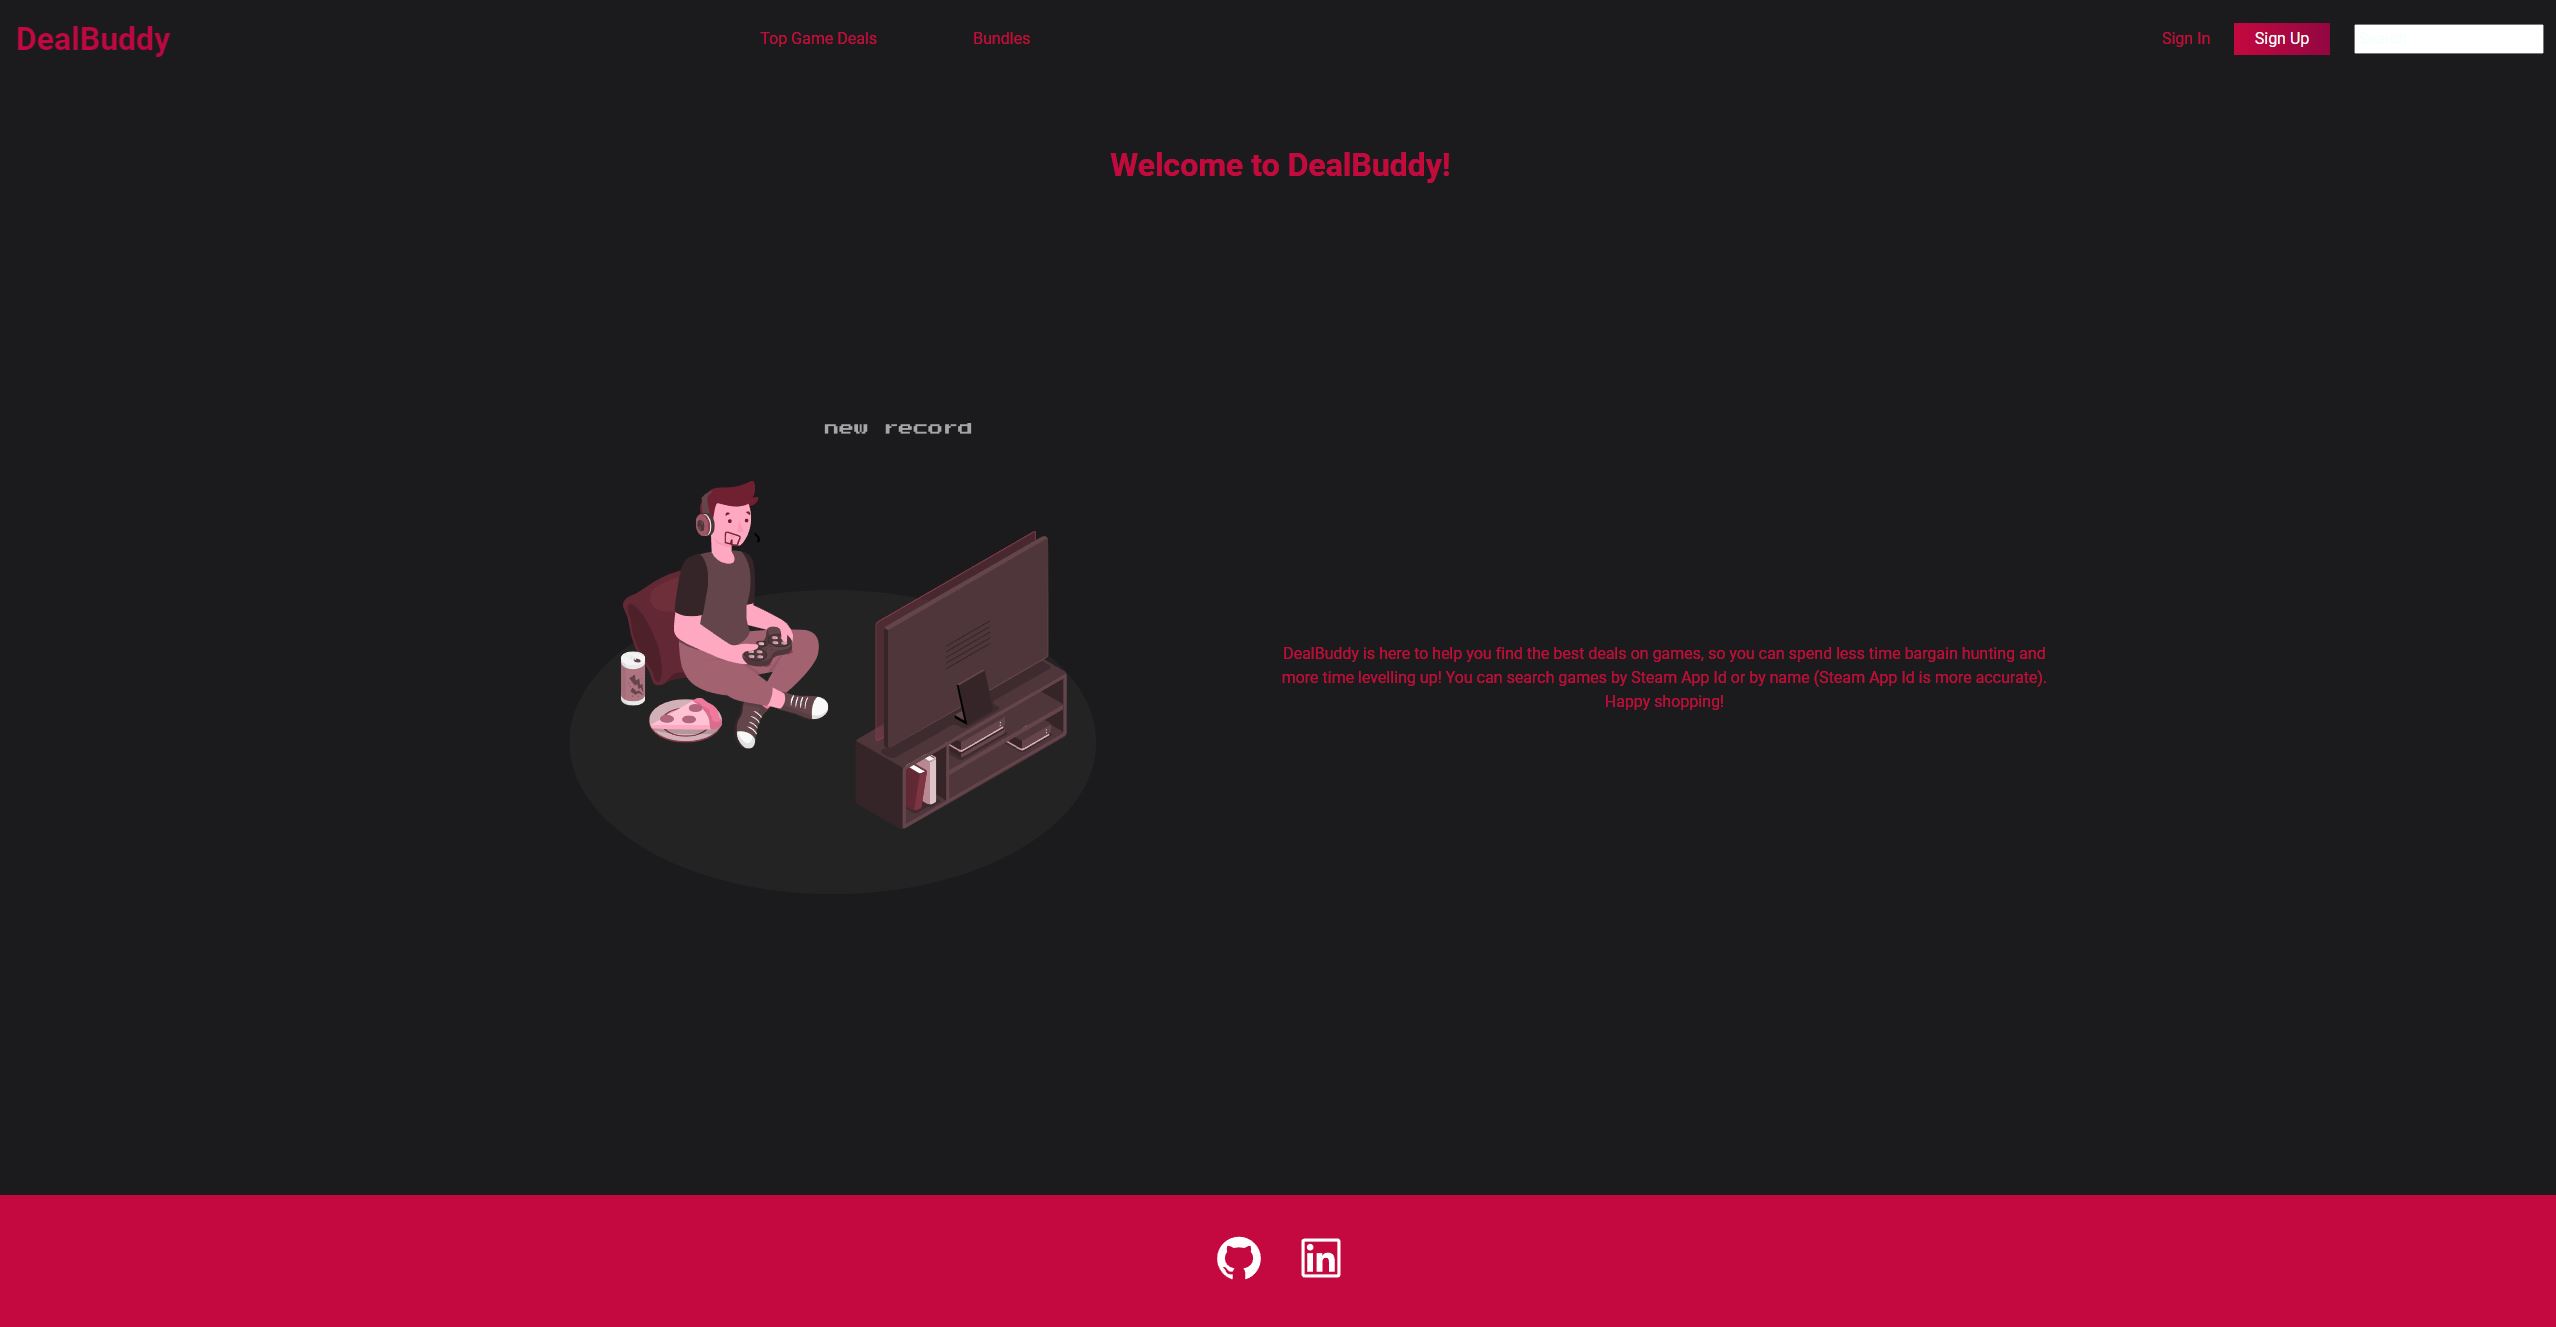 DealBuddy
Top Game Deals
Bundles
Sign In
Sign Up
Welcome to DealBuddy!
new record
DealBuddy is here to help you find the best deals on games, so you can spend less time bargain hunting and
more time levelling up! You can search games by Steam App Id or by name (Steam App Id is more accurate).
Happy shopping!
in